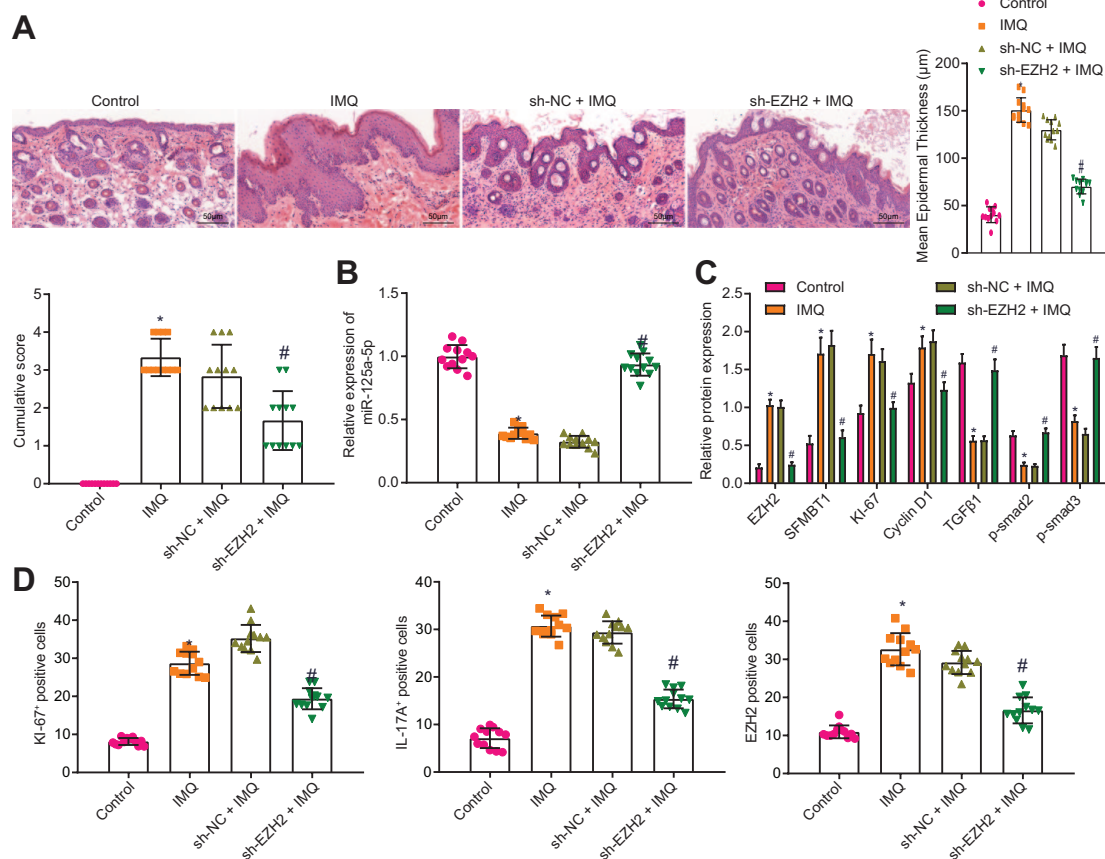 A
Control
IMQ
sh-NC + IMQ
sh-EZH2 + IMQ
Control
IMQ
sh-NC + IMQ
sh-EZH2 + IMQ
50μm
50μm
50μm
50μm
Mean Epidermal Thickness (μm)
200
150
100
50
0
#
#
Cumulative score
5
4
3
2
1
0
*
#
Control
IMQ
sh-NC + IMQ
sh-EZH2 + IMQ
B
Relative expression of
miR-125a-5p
1.5
1.0
0.5
0.0
*
#
Control
IMQ
sh-NC + IMQ
sh-EZH2 + IMQ
C
Control
IMQ
sh-NC + IMQ
sh-EZH2 + IMQ
Relative protein expression
2.5
2.0
1.5
1.0
0.5
0.0
* # * # * # * # * # * # * #
EZH2
SFMBT1
KI-67
Cyclin D1
TGFβ1
p-smad2
p-smad3
D
KI-67⁺ positive cells
50
40
30
20
10
0
*
#
Control
IMQ
sh-NC + IMQ
sh-EZH2 + IMQ
IL-17A⁺ positive cells
40
30
20
10
0
*
#
Control
IMQ
sh-NC + IMQ
sh-EZH2 + IMQ
EZH2 positive cells
50
40
30
20
10
0
*
#
Control
IMQ
sh-NC + IMQ
sh-EZH2 + IMQ